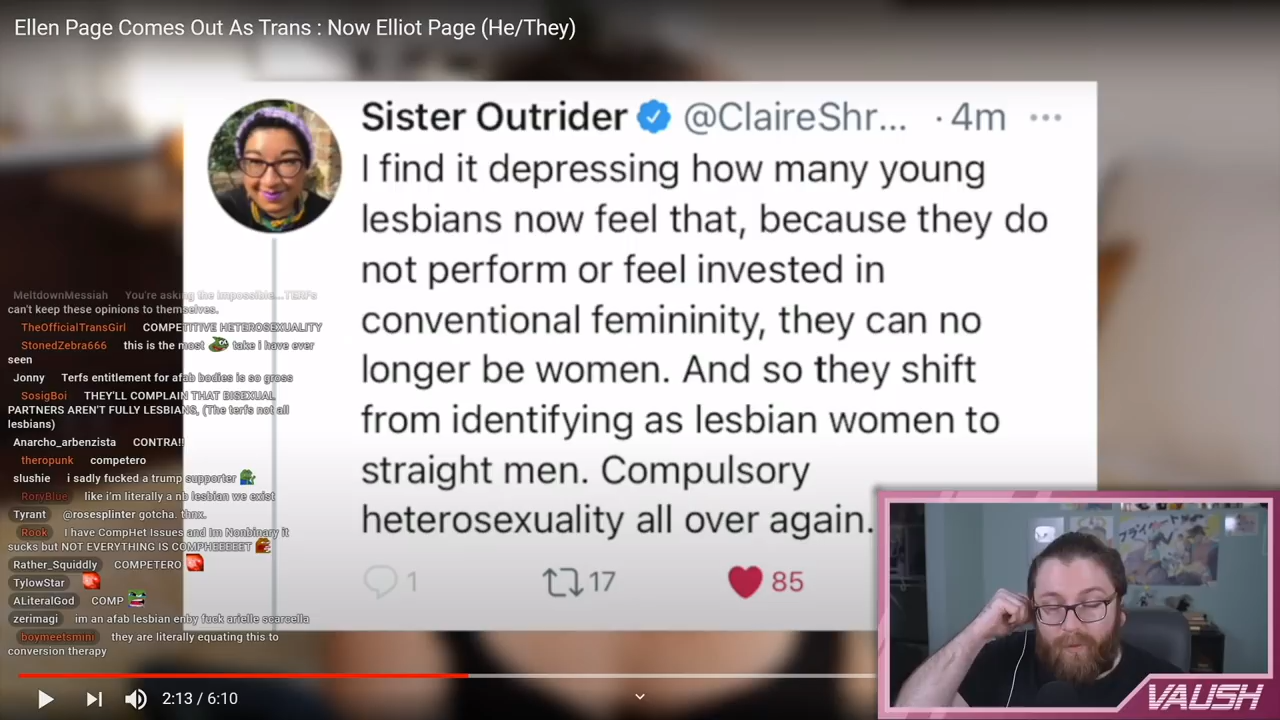 Ellen Page Comes Out As Trans : Now Elliot Page (He/They)
Sister Outrider @ClaireShr... · 4m
I find it depressing how many young
lesbians now feel that, because they do
not perform or feel invested in
conventional femininity, they can no
longer be women. And so they shift
from identifying as lesbian women to
straight men. Compulsory
heterosexuality all over again.
1 17 85
MeltdownMessiah You're asking the impossible...TERFs
can't keep these opinions to themselves.
TheOfficialTransGirl COMPETITIVE HETEROSEXUALITY
StonedZebra666 this is the most take i have ever
seen
Jonny Terfs entitlement for afab bodies is so gross
SosigBoi THEY'LL COMPLAIN THAT BISEXUAL
PARTNERS AREN'T FULLY LESBIANS, (The terfs not all
lesbians)
Anarcho_arbenzista CONTRA!!
theropunk competero
slushie i sadly fucked a trump supporter
RoryBlue like i'm literally a nb lesbian we exist
Tyrant @rosesplinter gotcha. thnx.
Rook I have CompHet Issues and Im Nonbinary it
sucks but NOT EVERYTHING IS COMPHEEEEET
Rather_Squiddly COMPETERO
TylowStar
ALiteralGod COMP
zerimagi im an afab lesbian enby fuck arielle scarcella
boymeetsmini they are literally equating this to
conversion therapy
2:13 / 6:10
VAUSH